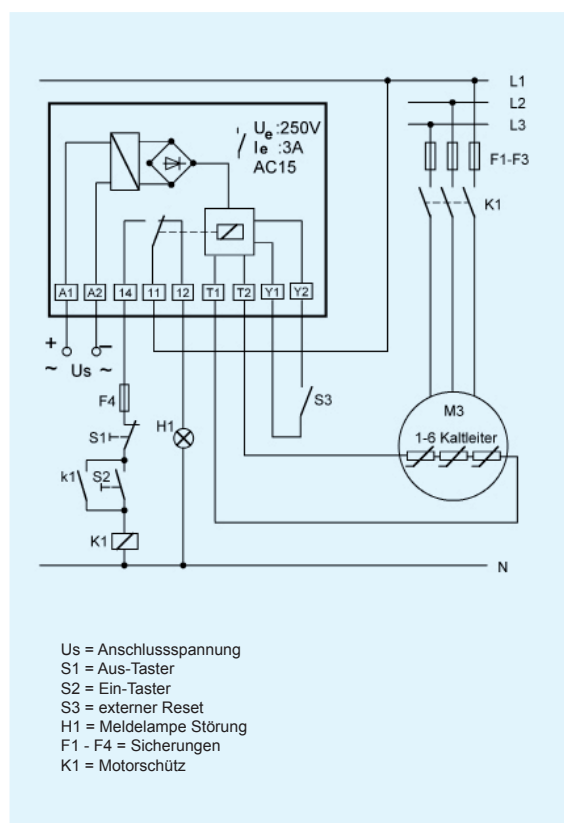 L1
L2
L3
Ue :250V
Ie :3A
AC15
F1-F3
K1
A1 A2 14 11 12 T1 T2 Y1 Y2
+ –
~ Us ~
F4
S3
M3
1-6 Kaltleiter
S1
H1
k1 S2
K1
N
Us = Anschlussspannung
S1 = Aus-Taster
S2 = Ein-Taster
S3 = externer Reset
H1 = Meldelampe Störung
F1 - F4 = Sicherungen
K1 = Motorschütz